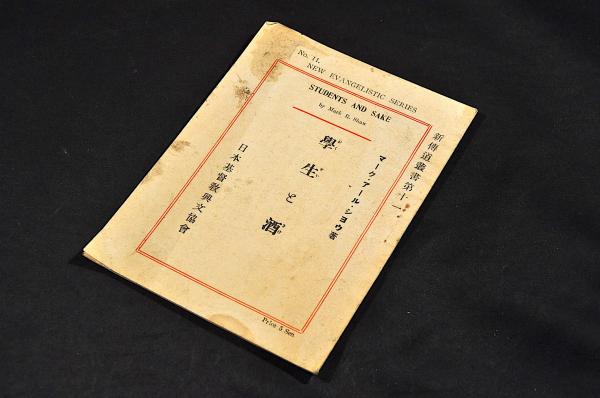 No. 11.
NEW EVANGELISTIC SERIES
STUDENTS AND SAKE
by Mark R. Shaw
新傳道叢書第十一
マーク・アール・シヨウ著
學生と酒
日本基督敎興文協會
Price 5 Sen